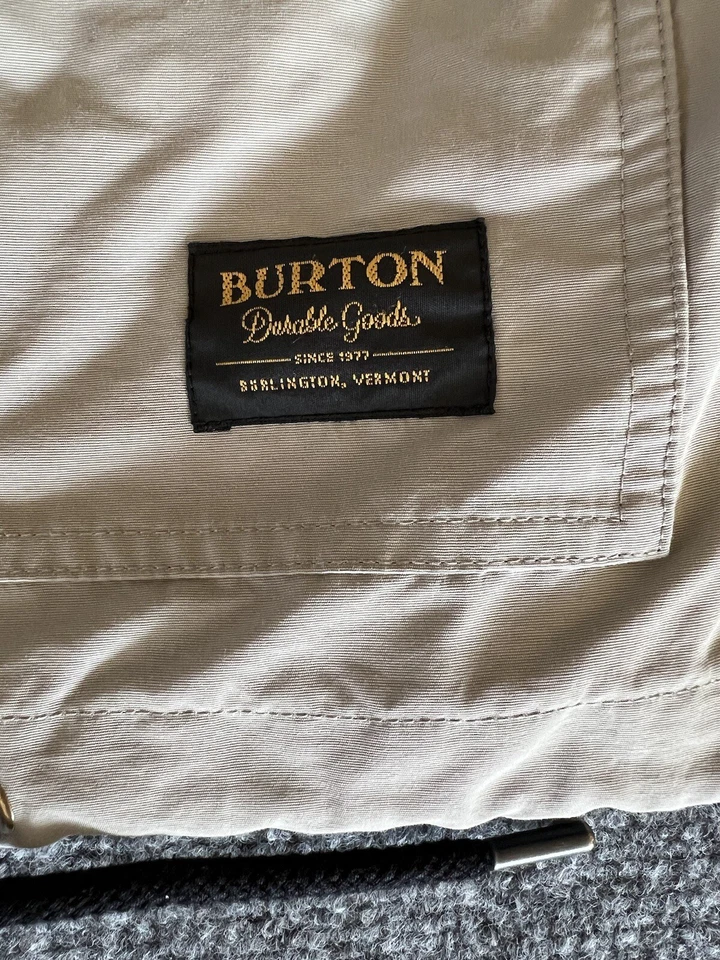 BURTON
Durable Goods
SINCE 1977
BURLINGTON, VERMONT